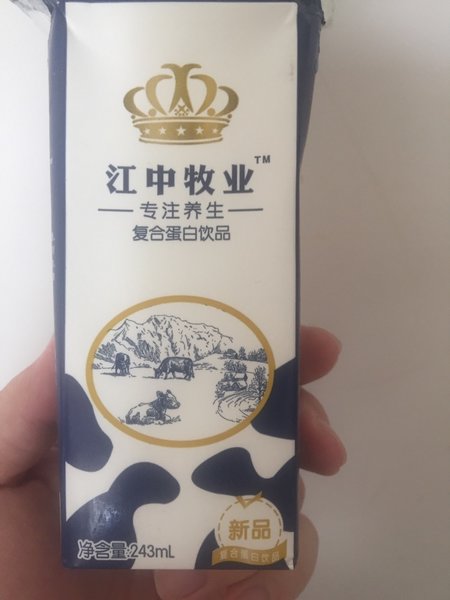 江中牧业™
专注养生
复合蛋白饮品
新品
复合蛋白饮品
净含量:243mL